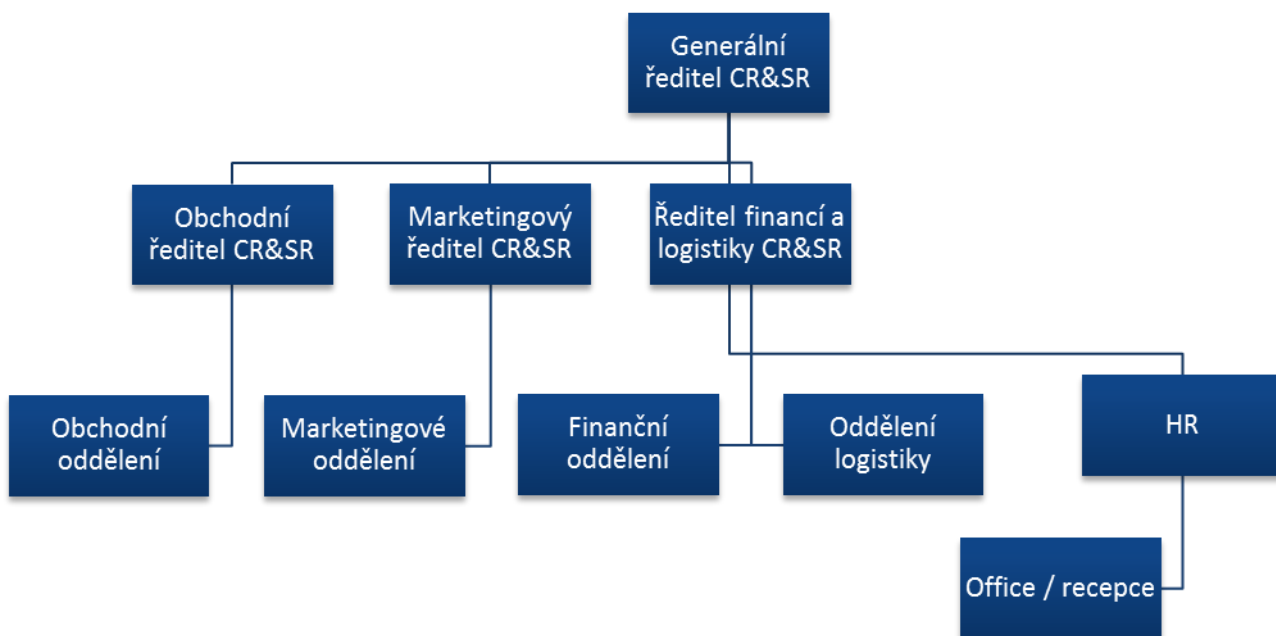 Generální
ředitel CR&SR
Obchodní
ředitel CR&SR
Marketingový
ředitel CR&SR
Ředitel financí a
logistiky CR&SR
Obchodní
oddělení
Marketingové
oddělení
Finanční
oddělení
Oddělení
logistiky
HR
Office / recepce